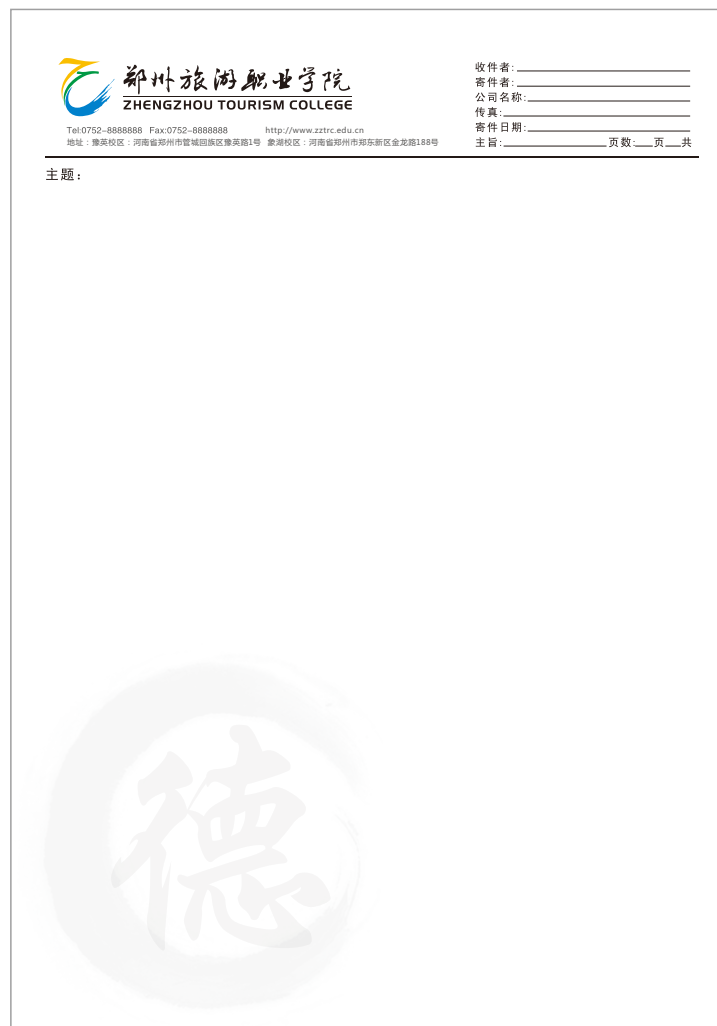 郑州旅游职业学院
ZHENGZHOU TOURISM COLLEGE
Tel:0752-8888888 Fax:0752-8888888 http://www.zztrc.edu.cn
地址：豫英校区：河南省郑州市管城回族区豫英路1号 象湖校区：河南省郑州市郑东新区金龙路188号
收件者:
寄件者:
公司名称:
传真:
寄件日期:
主旨: 页数: 页 共
主题:
德